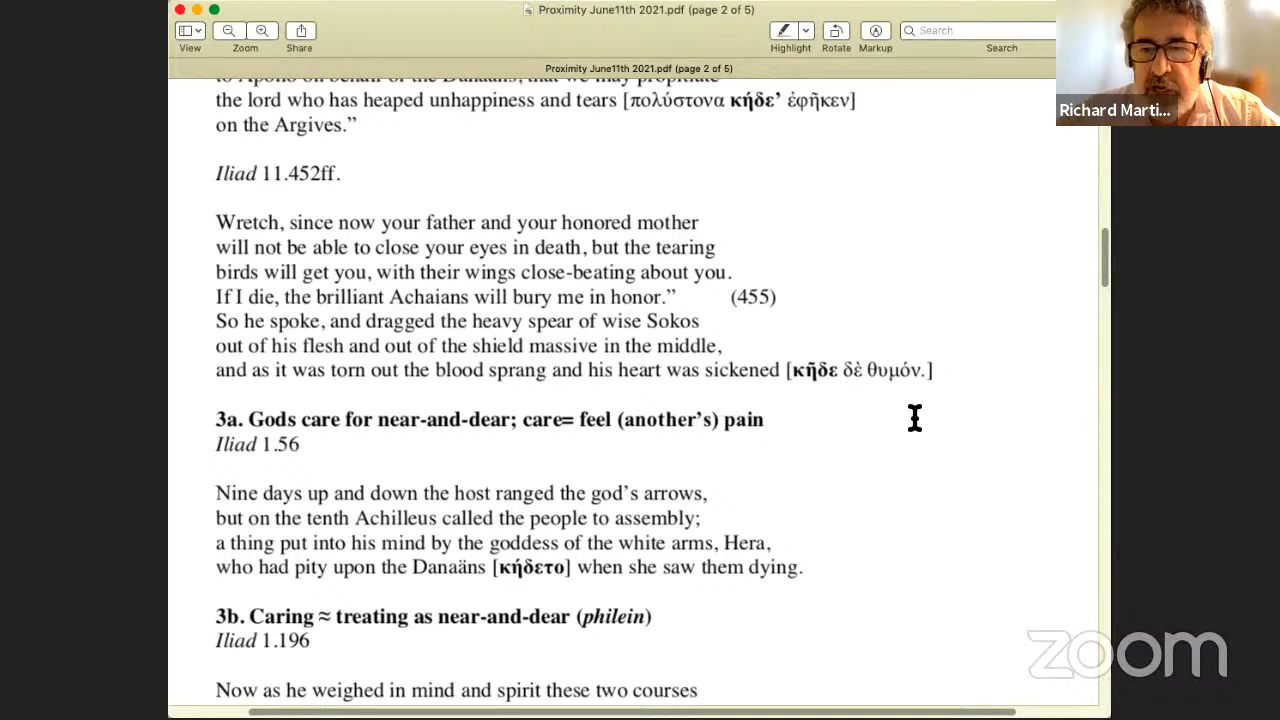 Proximity June11th 2021.pdf (page 2 of 5)
View
Zoom
Share
Highlight
Rotate
Markup
Search
Search
Proximity June11th 2021.pdf (page 2 of 5)
Richard Marti...
to Apollo on behalf of the Danaäns, that we may propitiate
the lord who has heaped unhappiness and tears [πολύστονα κήδε’ ἐφῆκεν]
on the Argives.”
Iliad 11.452ff.
Wretch, since now your father and your honored mother
will not be able to close your eyes in death, but the tearing
birds will get you, with their wings close-beating about you.
If I die, the brilliant Achaians will bury me in honor.” (455)
So he spoke, and dragged the heavy spear of wise Sokos
out of his flesh and out of the shield massive in the middle,
and as it was torn out the blood sprang and his heart was sickened [κῆδε δὲ θυμόν.]
3a. Gods care for near-and-dear; care= feel (another’s) pain
Iliad 1.56
Nine days up and down the host ranged the god’s arrows,
but on the tenth Achilleus called the people to assembly;
a thing put into his mind by the goddess of the white arms, Hera,
who had pity upon the Danaäns [κήδετο] when she saw them dying.
3b. Caring ≈ treating as near-and-dear (philein)
Iliad 1.196
Now as he weighed in mind and spirit these two courses
zoom